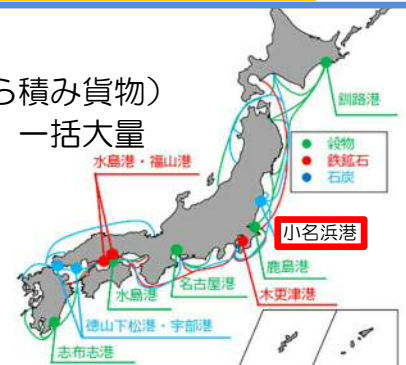 ら積み貨物)
一括大量
水島港・福山港
釧路港
穀物
鉄鉱石
石炭
小名浜港
鹿島港
名古屋港
水島港
木更津港
徳山下松港・宇部港
志布志港